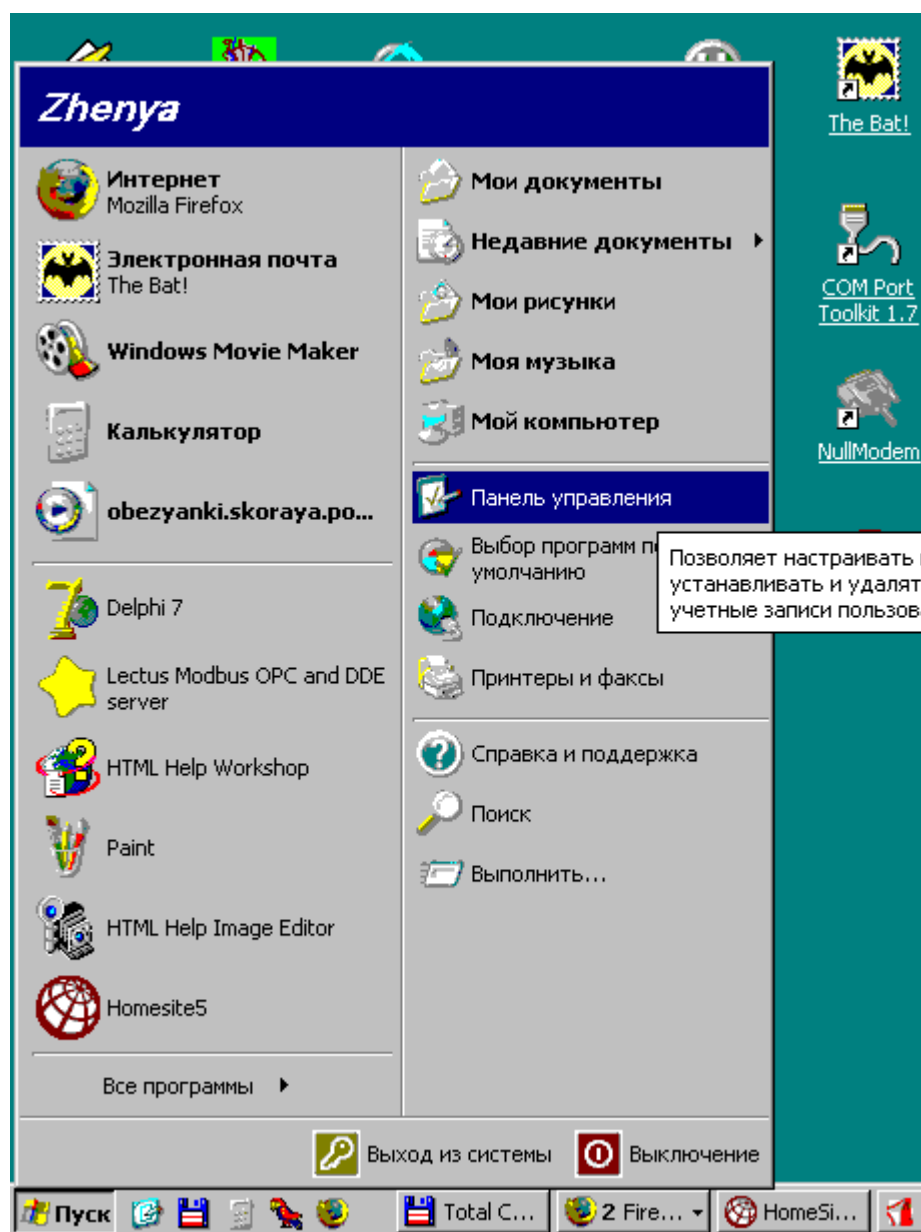 Zhenya
Интернет
Mozilla Firefox
Электронная почта
The Bat!
Windows Movie Maker
Калькулятор
obezyanki.skoraya.po...
Delphi 7
Lectus Modbus OPC and DDE
server
HTML Help Workshop
Paint
HTML Help Image Editor
Homesite5
Все программы
Мои документы
Недавние документы
Мои рисунки
Моя музыка
Мой компьютер
Панель управления
Выбор программ по
умолчанию
Подключение
Принтеры и факсы
Справка и поддержка
Поиск
Выполнить...
Позволяет настраивать
устанавливать и удалят
учетные записи пользов
Выход из системы
Выключение
The Bat!
COM Port
Toolkit 1.7
NullModem
Пуск
Total C...
2 Fire...
HomeSi...